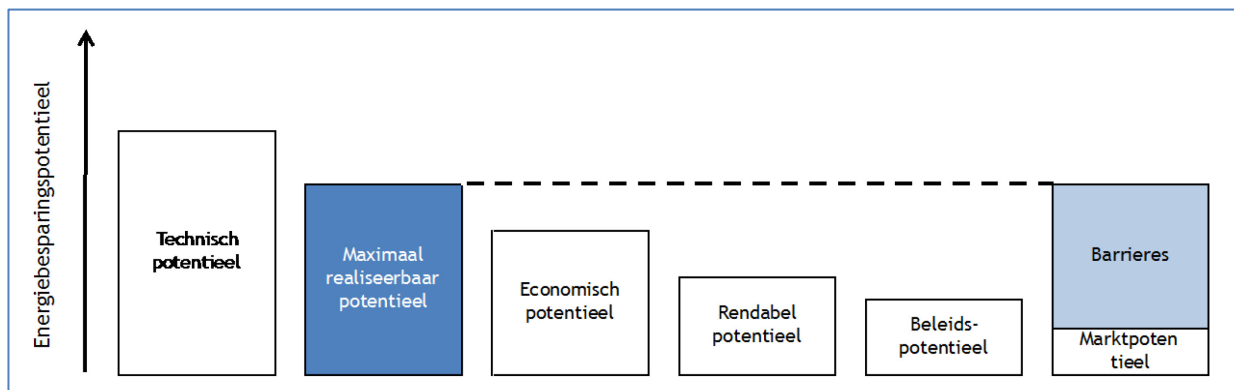 Energiebesparingspotentieel
Technisch
potentieel
Maximaal
realiseerbaar
potentieel
Economisch
potentieel
Rendabel
potentieel
Beleids-
potentieel
Barrieres
Marktpoten
tieel